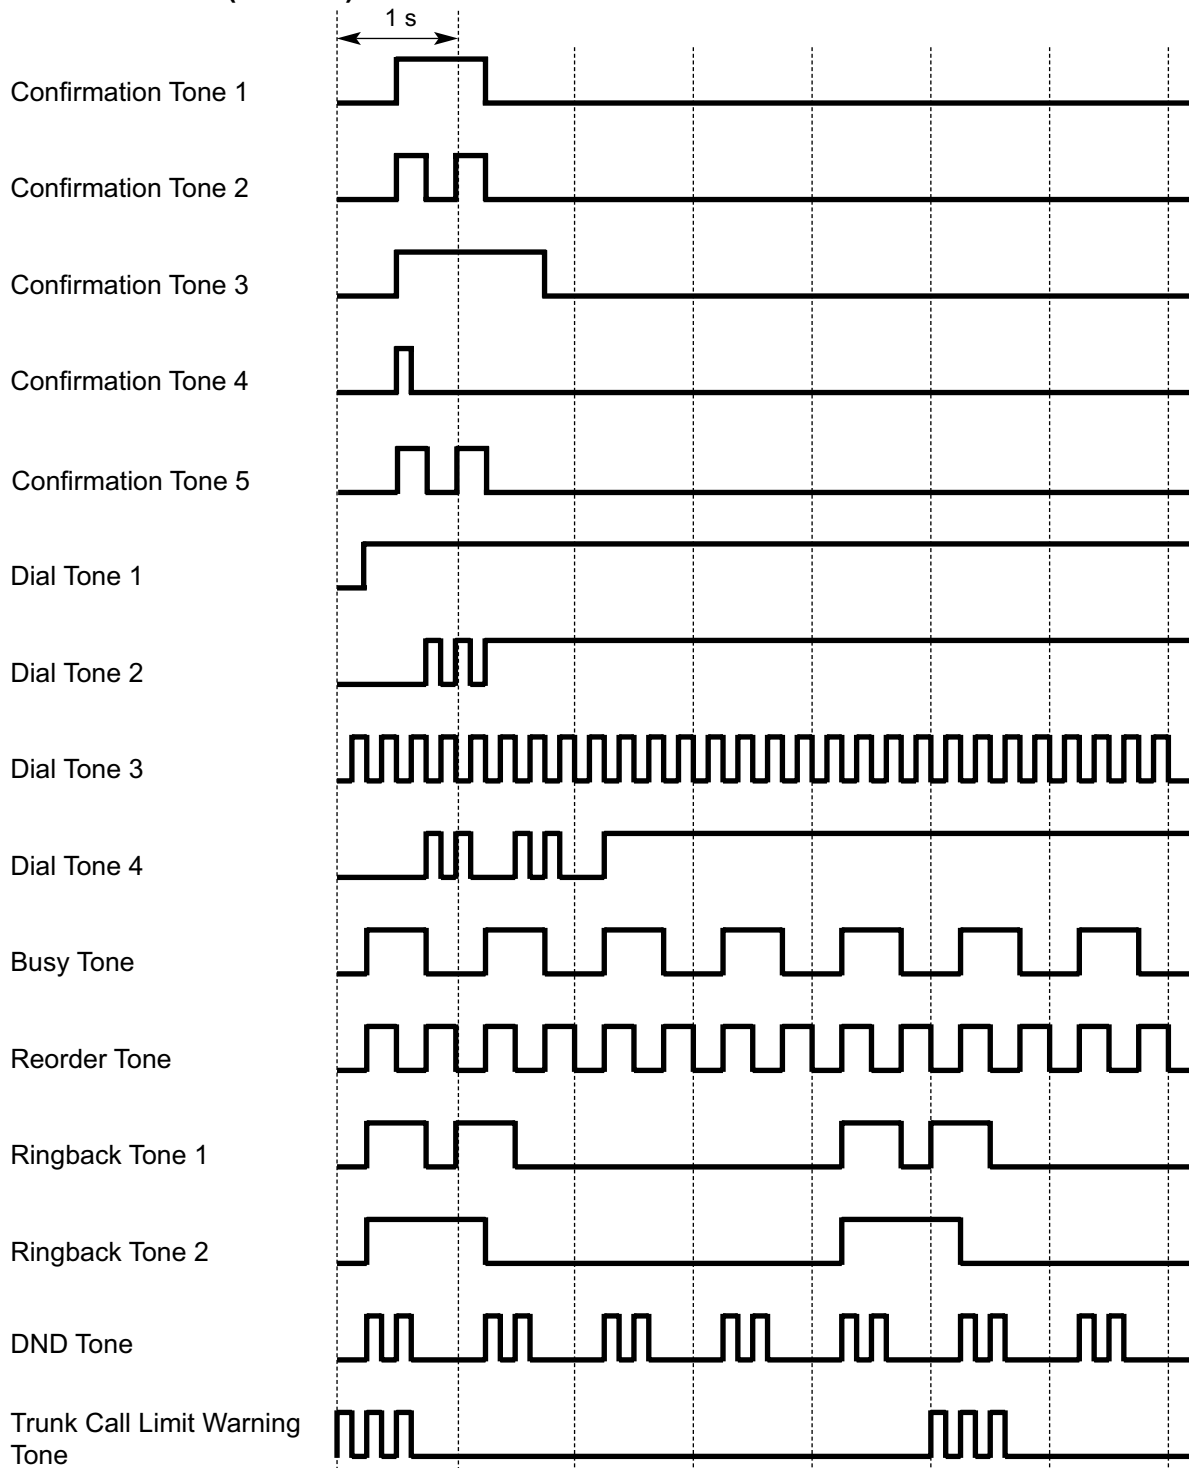 1 s
Confirmation Tone 1
Confirmation Tone 2
Confirmation Tone 3
Confirmation Tone 4
Confirmation Tone 5
Dial Tone 1
Dial Tone 2
Dial Tone 3
Dial Tone 4
Busy Tone
Reorder Tone
Ringback Tone 1
Ringback Tone 2
DND Tone
Trunk Call Limit Warning
Tone